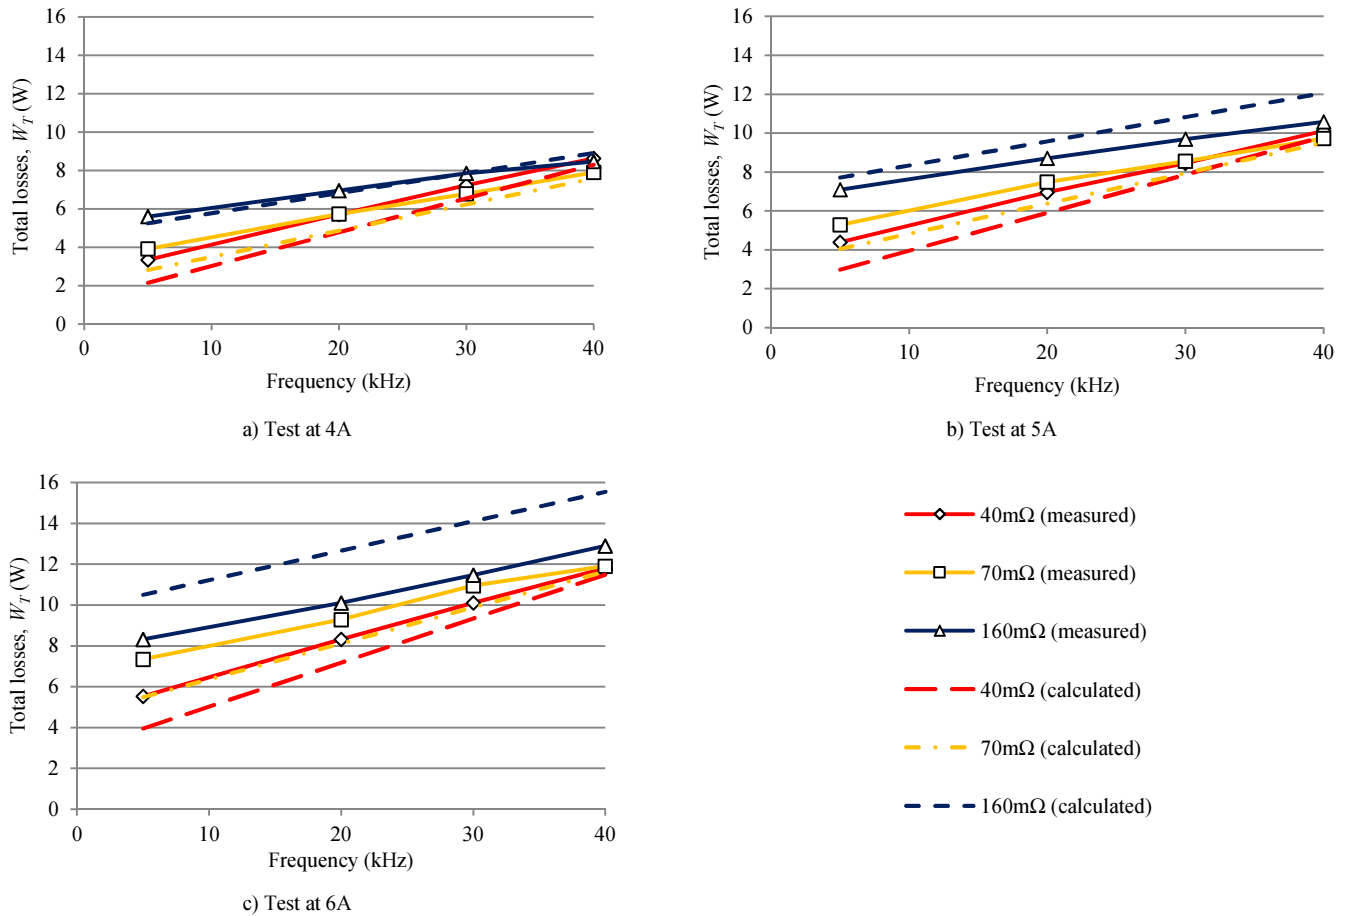 16
14
12
10
8
6
4
2
0
Total losses, W_T (W)
0 10 20 30 40
Frequency (kHz)
a) Test at 4A
16
14
12
10
8
6
4
2
0
Total losses, W_T (W)
0 10 20 30 40
Frequency (kHz)
b) Test at 5A
16
14
12
10
8
6
4
2
0
Total losses, W_T (W)
0 10 20 30 40
Frequency (kHz)
c) Test at 6A
40mΩ (measured)
70mΩ (measured)
160mΩ (measured)
40mΩ (calculated)
70mΩ (calculated)
160mΩ (calculated)